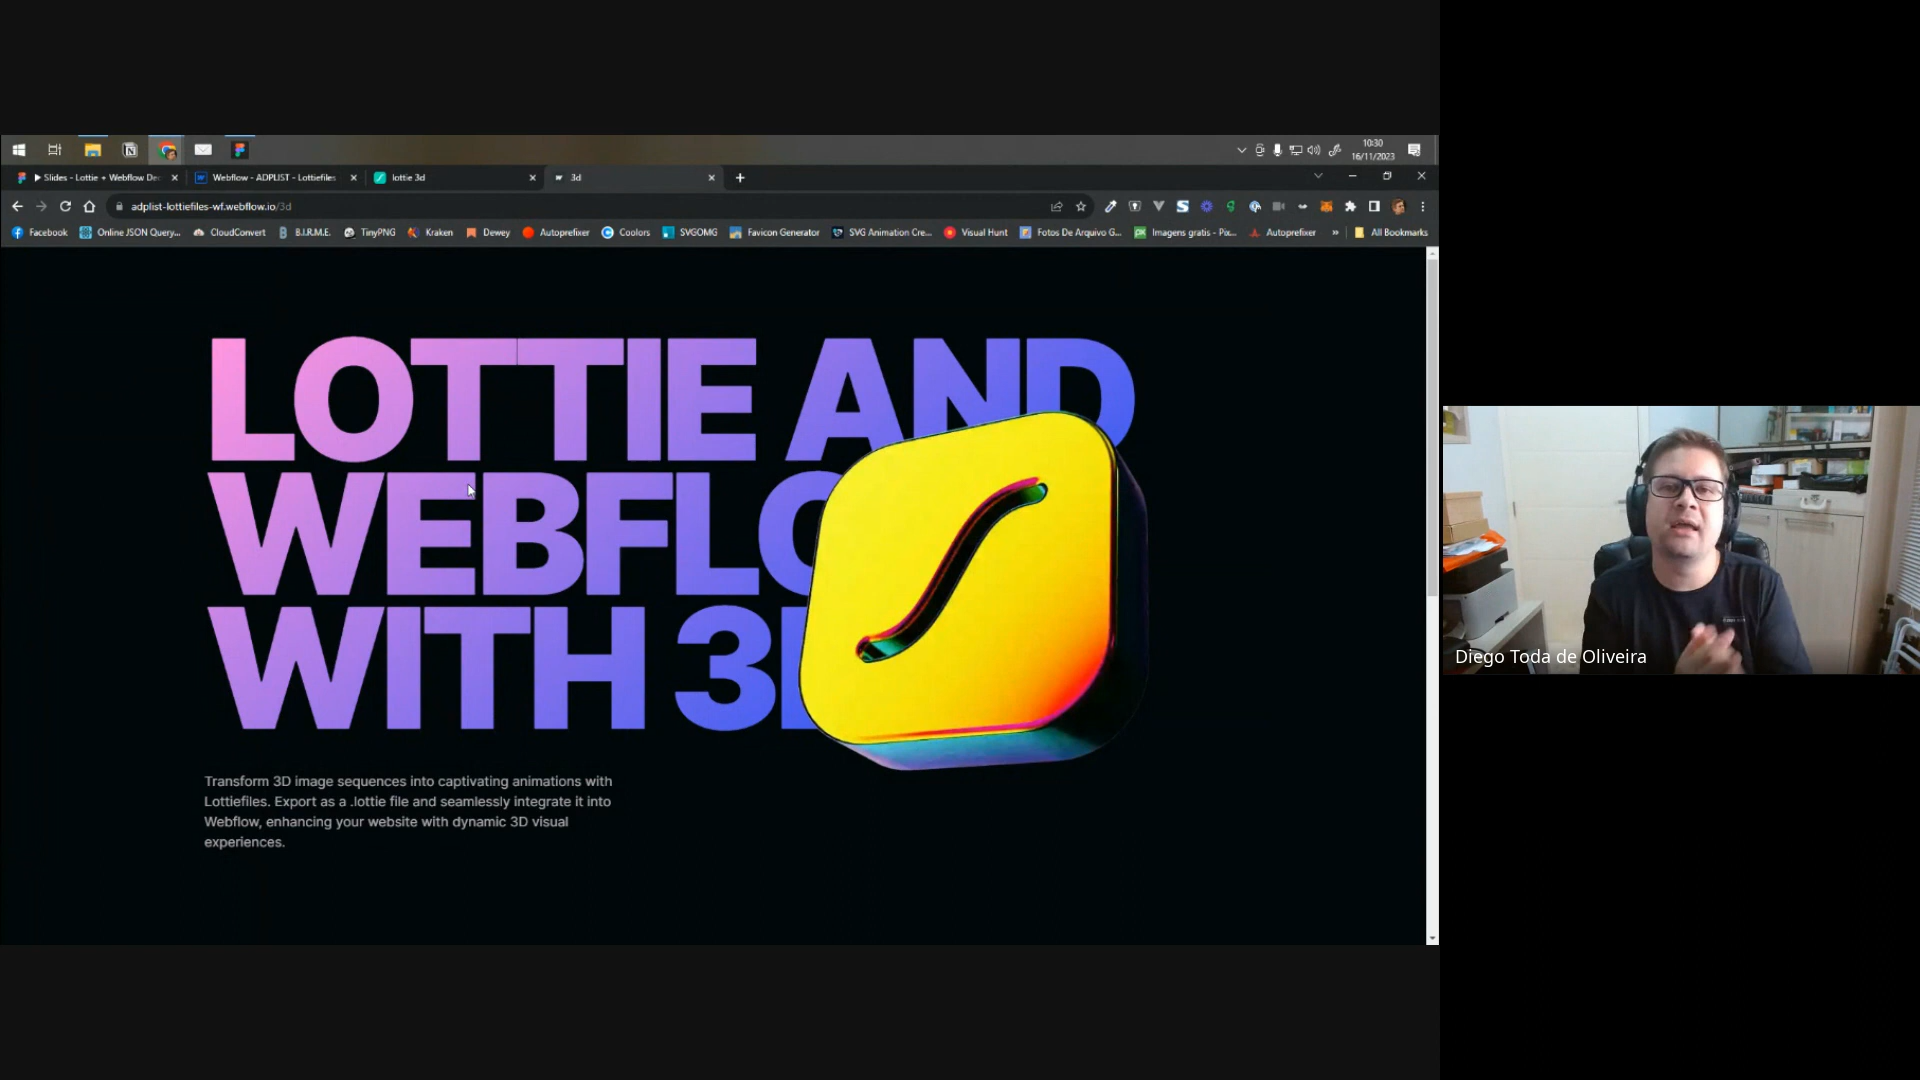 10:30
16/11/2023
Slides - Lottie + Webflow De
Webflow - ADPLIST - Lottiefiles
lottie 3d
3d
adplist-lottiefiles-wf.webflow.io/3d
Facebook
Online JSON Query...
CloudConvert
B.I.R.M.E.
TinyPNG
Kraken
Dewey
Autoprefixer
Coolors
SVGOMG
Favicon Generator
SVG Animation Cre...
Visual Hunt
Fotos De Arquivo G...
Imagens gratis - Pix...
Autoprefixer
»
All Bookmarks
LOTTIE AND
WEBFLO
WITH 3D
Transform 3D image sequences into captivating animations with
Lottiefiles. Export as a .lottie file and seamlessly integrate it into
Webflow, enhancing your website with dynamic 3D visual
experiences.
Diego Toda de Oliveira